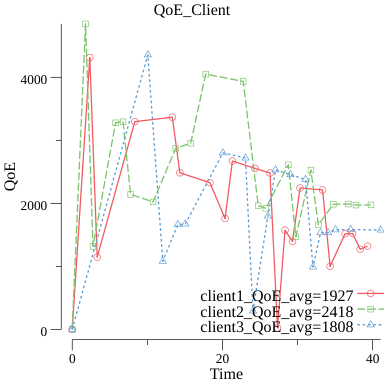 QoE_Client
4000
2000
0
QoE
client1_QoE_avg=1927
client2_QoE_avg=2418
client3_QoE_avg=1808
0
20
40
Time